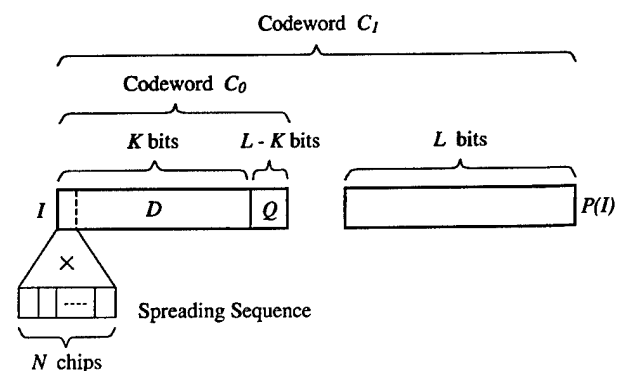 Codeword C₁
Codeword C₀
K bits
L - K bits
L bits
I
D
Q
P(I)
×
Spreading Sequence
N chips